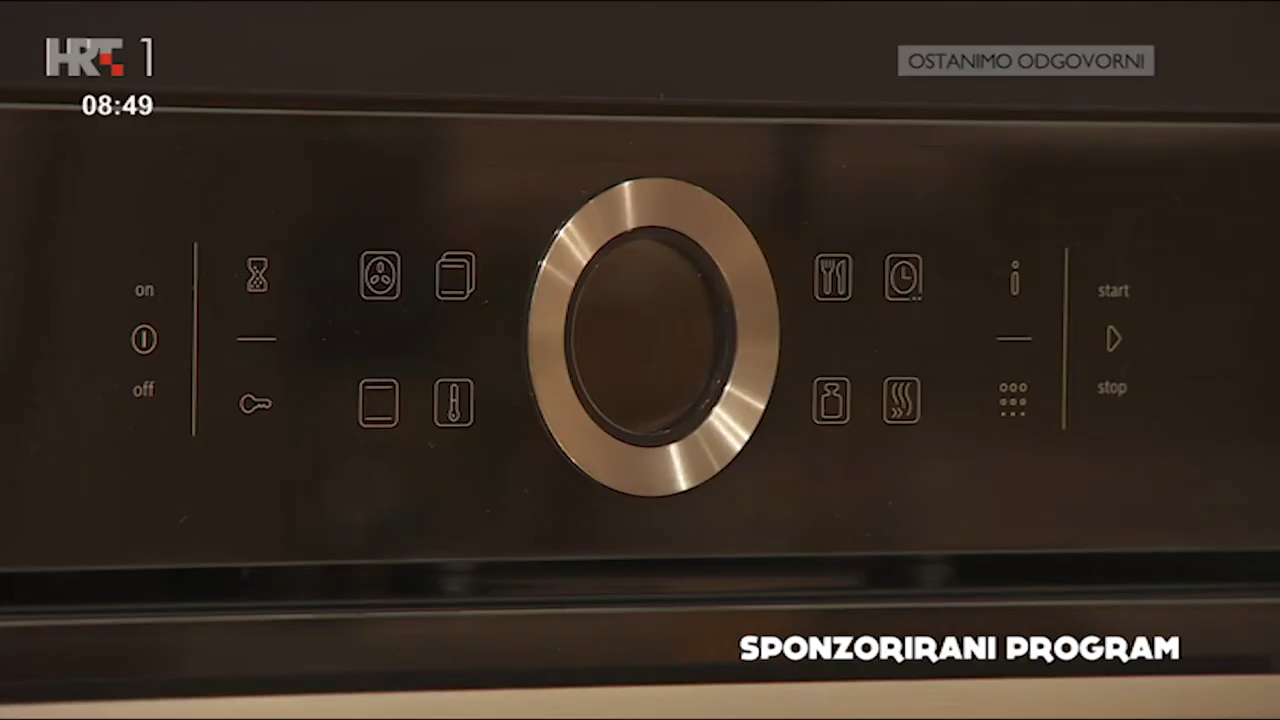 HRT 1
OSTANIMO ODGOVORNI
08:49
on
off
start
stop
SPONZORIRANI PROGRAM